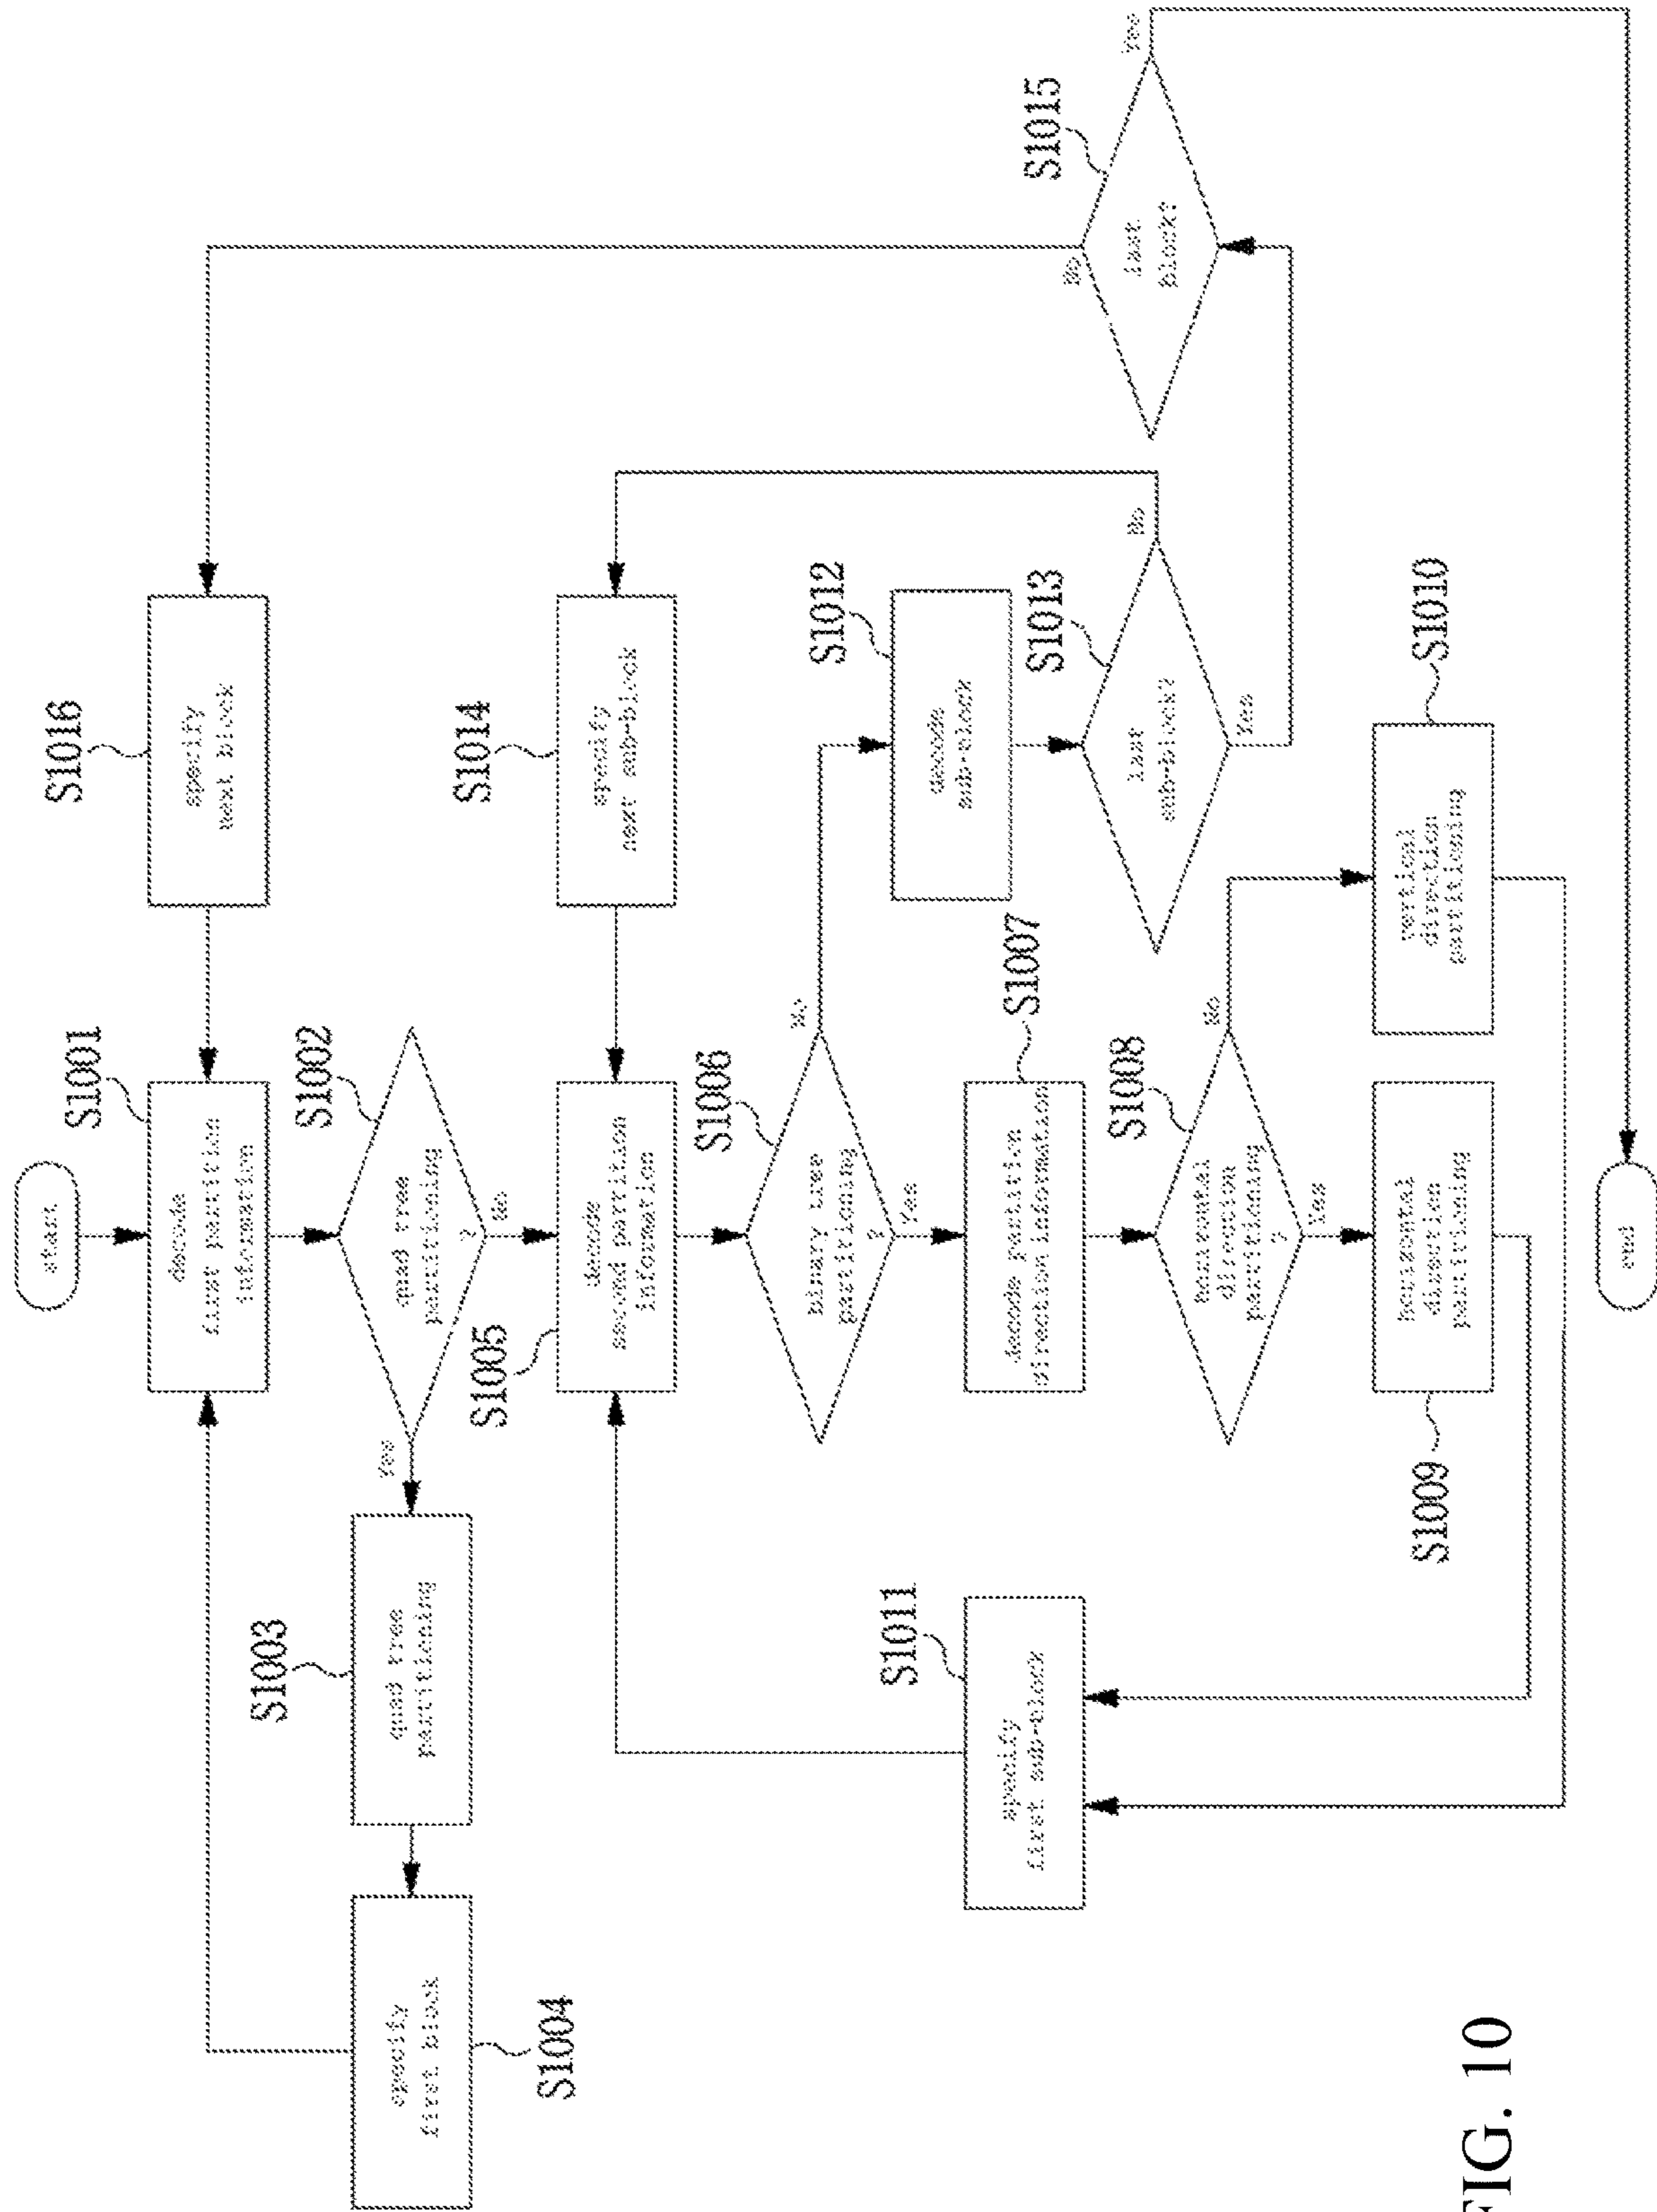 start
S1001
decode
first partition
information
S1016
specify
next block
S1002
quad tree
partitioning
?
Yes
No
S1003
quad tree
partitioning
S1004
specify
first block
S1005
decode
second partition
information
S1014
specify
next sub-block
S1006
binary tree
partitioning
?
No
Yes
S1012
decode
sub-block
S1007
decode partition
direction information
S1013
last
sub-block?
No
Yes
S1015
last
block?
No
Yes
S1011
specify
first sub-block
S1008
horizontal
direction
partitioning
?
No
Yes
S1009
horizontal
direction
partitioning
S1010
vertical
direction
partitioning
end
FIG. 10